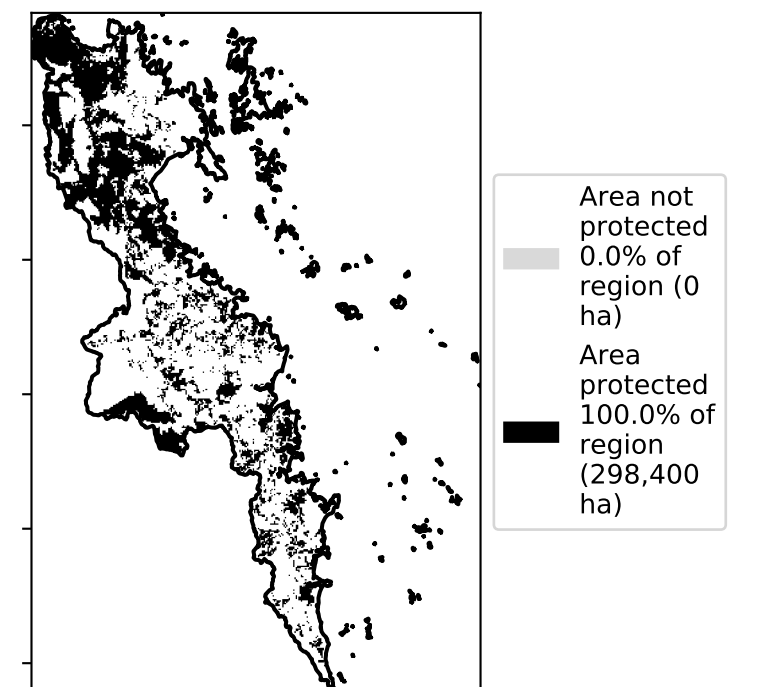 Area not
protected
0.0% of
region (0
ha)
Area
protected
100.0% of
region
(298,400
ha)